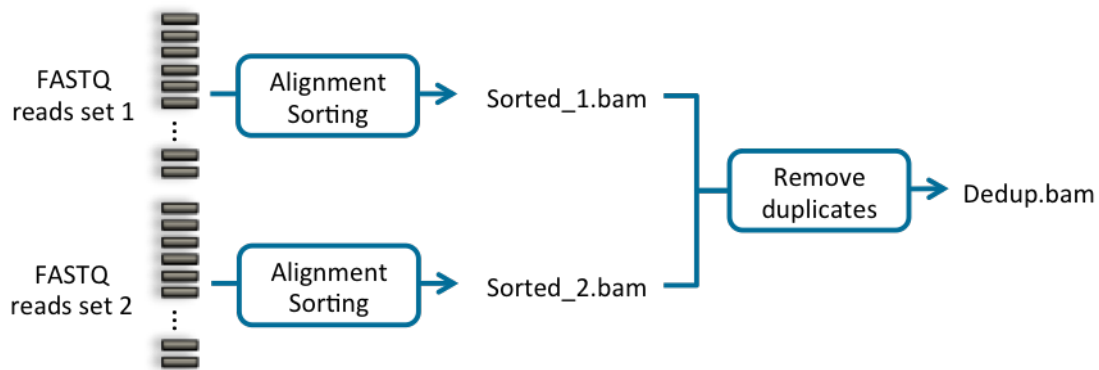 FASTQ
reads set 1
Alignment
Sorting
Sorted_1.bam
Remove
duplicates
Dedup.bam
FASTQ
reads set 2
Alignment
Sorting
Sorted_2.bam